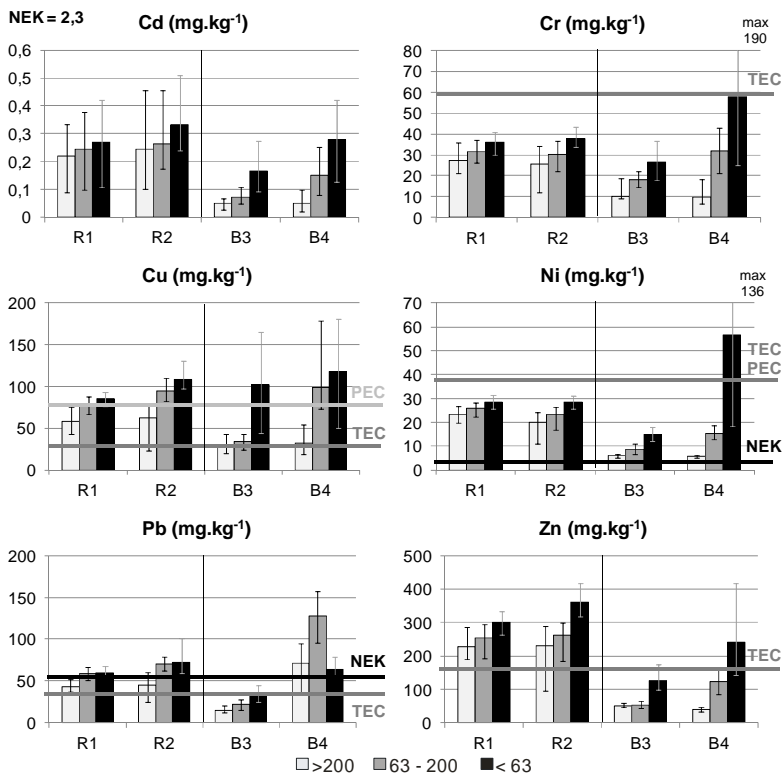 NEK = 2,3
Cd (mg.kg-1)
0,6
0,5
0,4
0,3
0,2
0,1
0
R1 R2 B3 B4
Cr (mg.kg-1)
max
190
80
70
60
50
40
30
20
10
0
TEC
R1 R2 B3 B4
Cu (mg.kg-1)
200
150
100
50
0
PEC
TEC
R1 R2 B3 B4
Ni (mg.kg-1)
max
136
70
60
50
40
30
20
10
0
TEC
PEC
NEK
R1 R2 B3 B4
Pb (mg.kg-1)
200
150
100
50
0
NEK
TEC
R1 R2 B3 B4
Zn (mg.kg-1)
500
400
300
200
100
0
TEC
R1 R2 B3 B4
>200 63 - 200 < 63